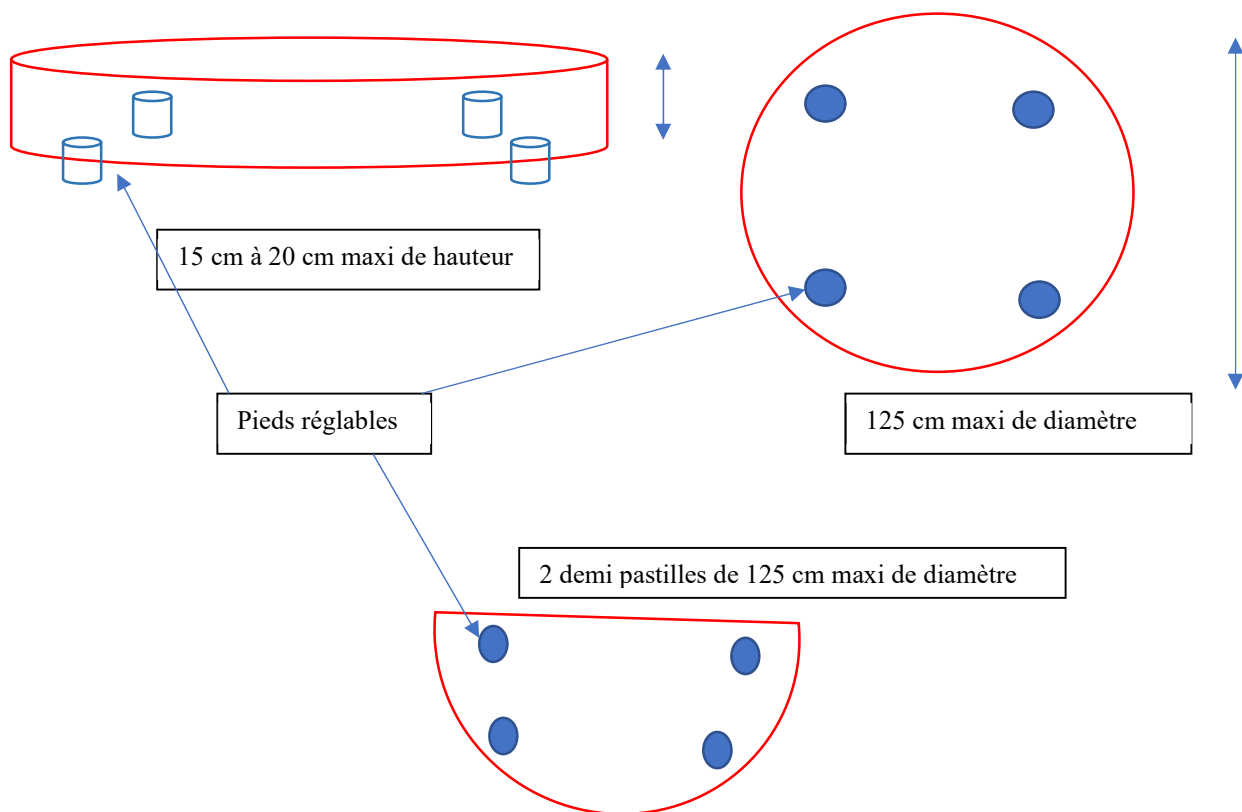 15 cm à 20 cm maxi de hauteur
Pieds réglables
125 cm maxi de diamètre
2 demi pastilles de 125 cm maxi de diamètre